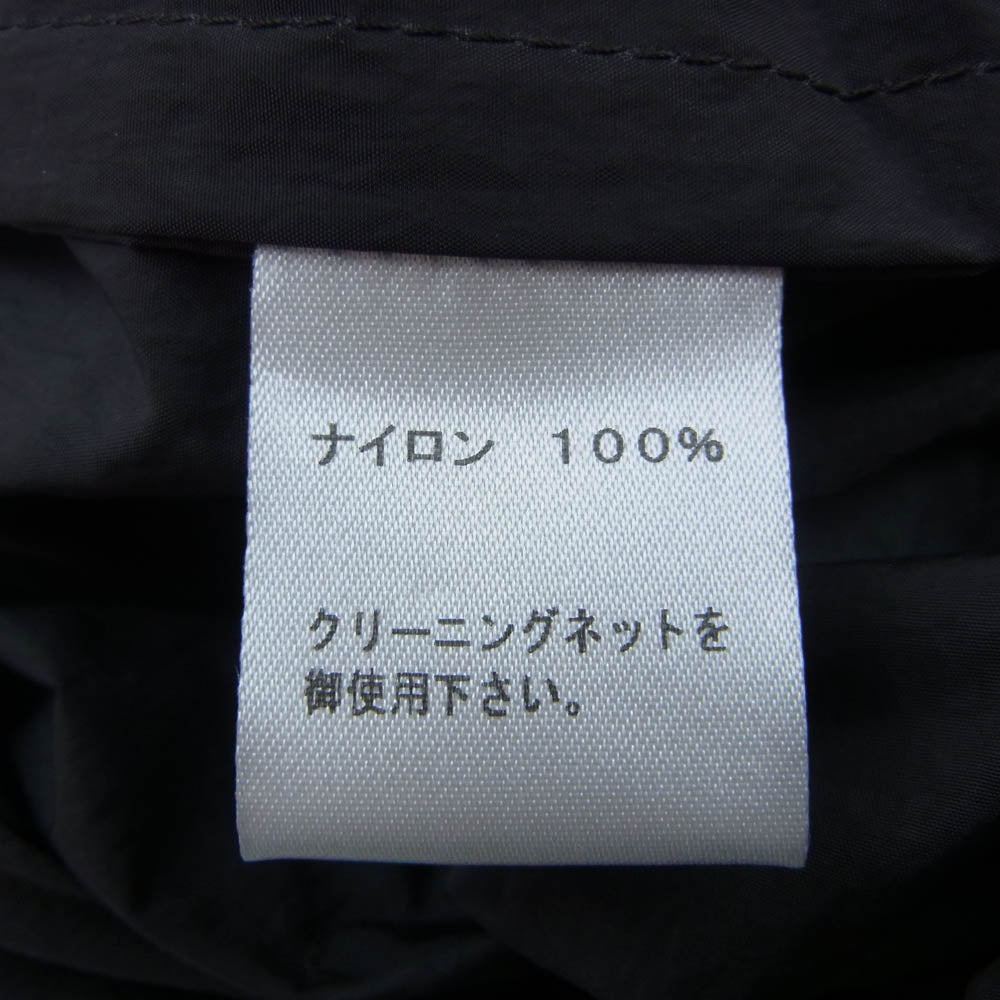 ナイロン　１００％
クリーニングネットを
御使用下さい。